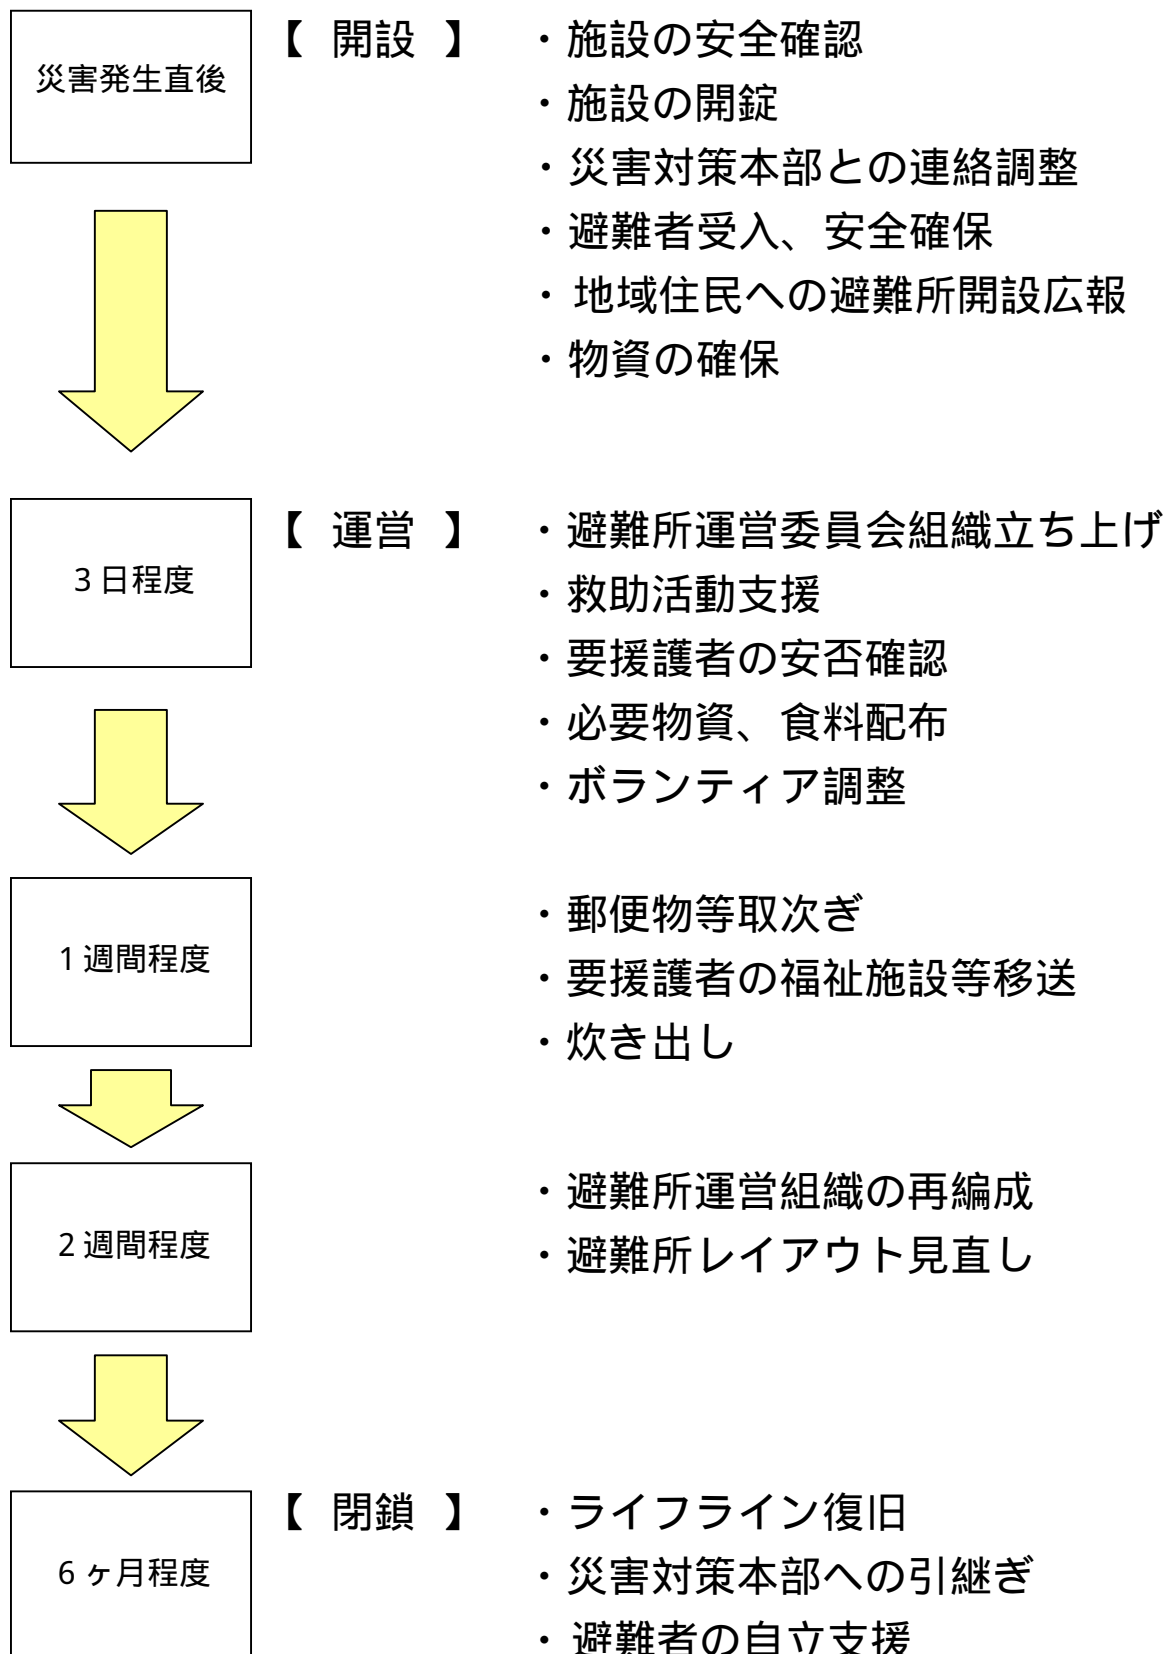 災害発生直後
【 開設 】 ・施設の安全確認
・施設の開錠
・災害対策本部との連絡調整
・避難者受入、安全確保
・地域住民への避難所開設広報
・物資の確保
3日程度
【 運営 】 ・避難所運営委員会組織立ち上げ
・救助活動支援
・要援護者の安否確認
・必要物資、食料配布
・ボランティア調整
1週間程度
・郵便物等取次ぎ
・要援護者の福祉施設等移送
・炊き出し
2週間程度
・避難所運営組織の再編成
・避難所レイアウト見直し
6ヶ月程度
【 閉鎖 】 ・ライフライン復旧
・災害対策本部への引継ぎ
・避難者の自立支援